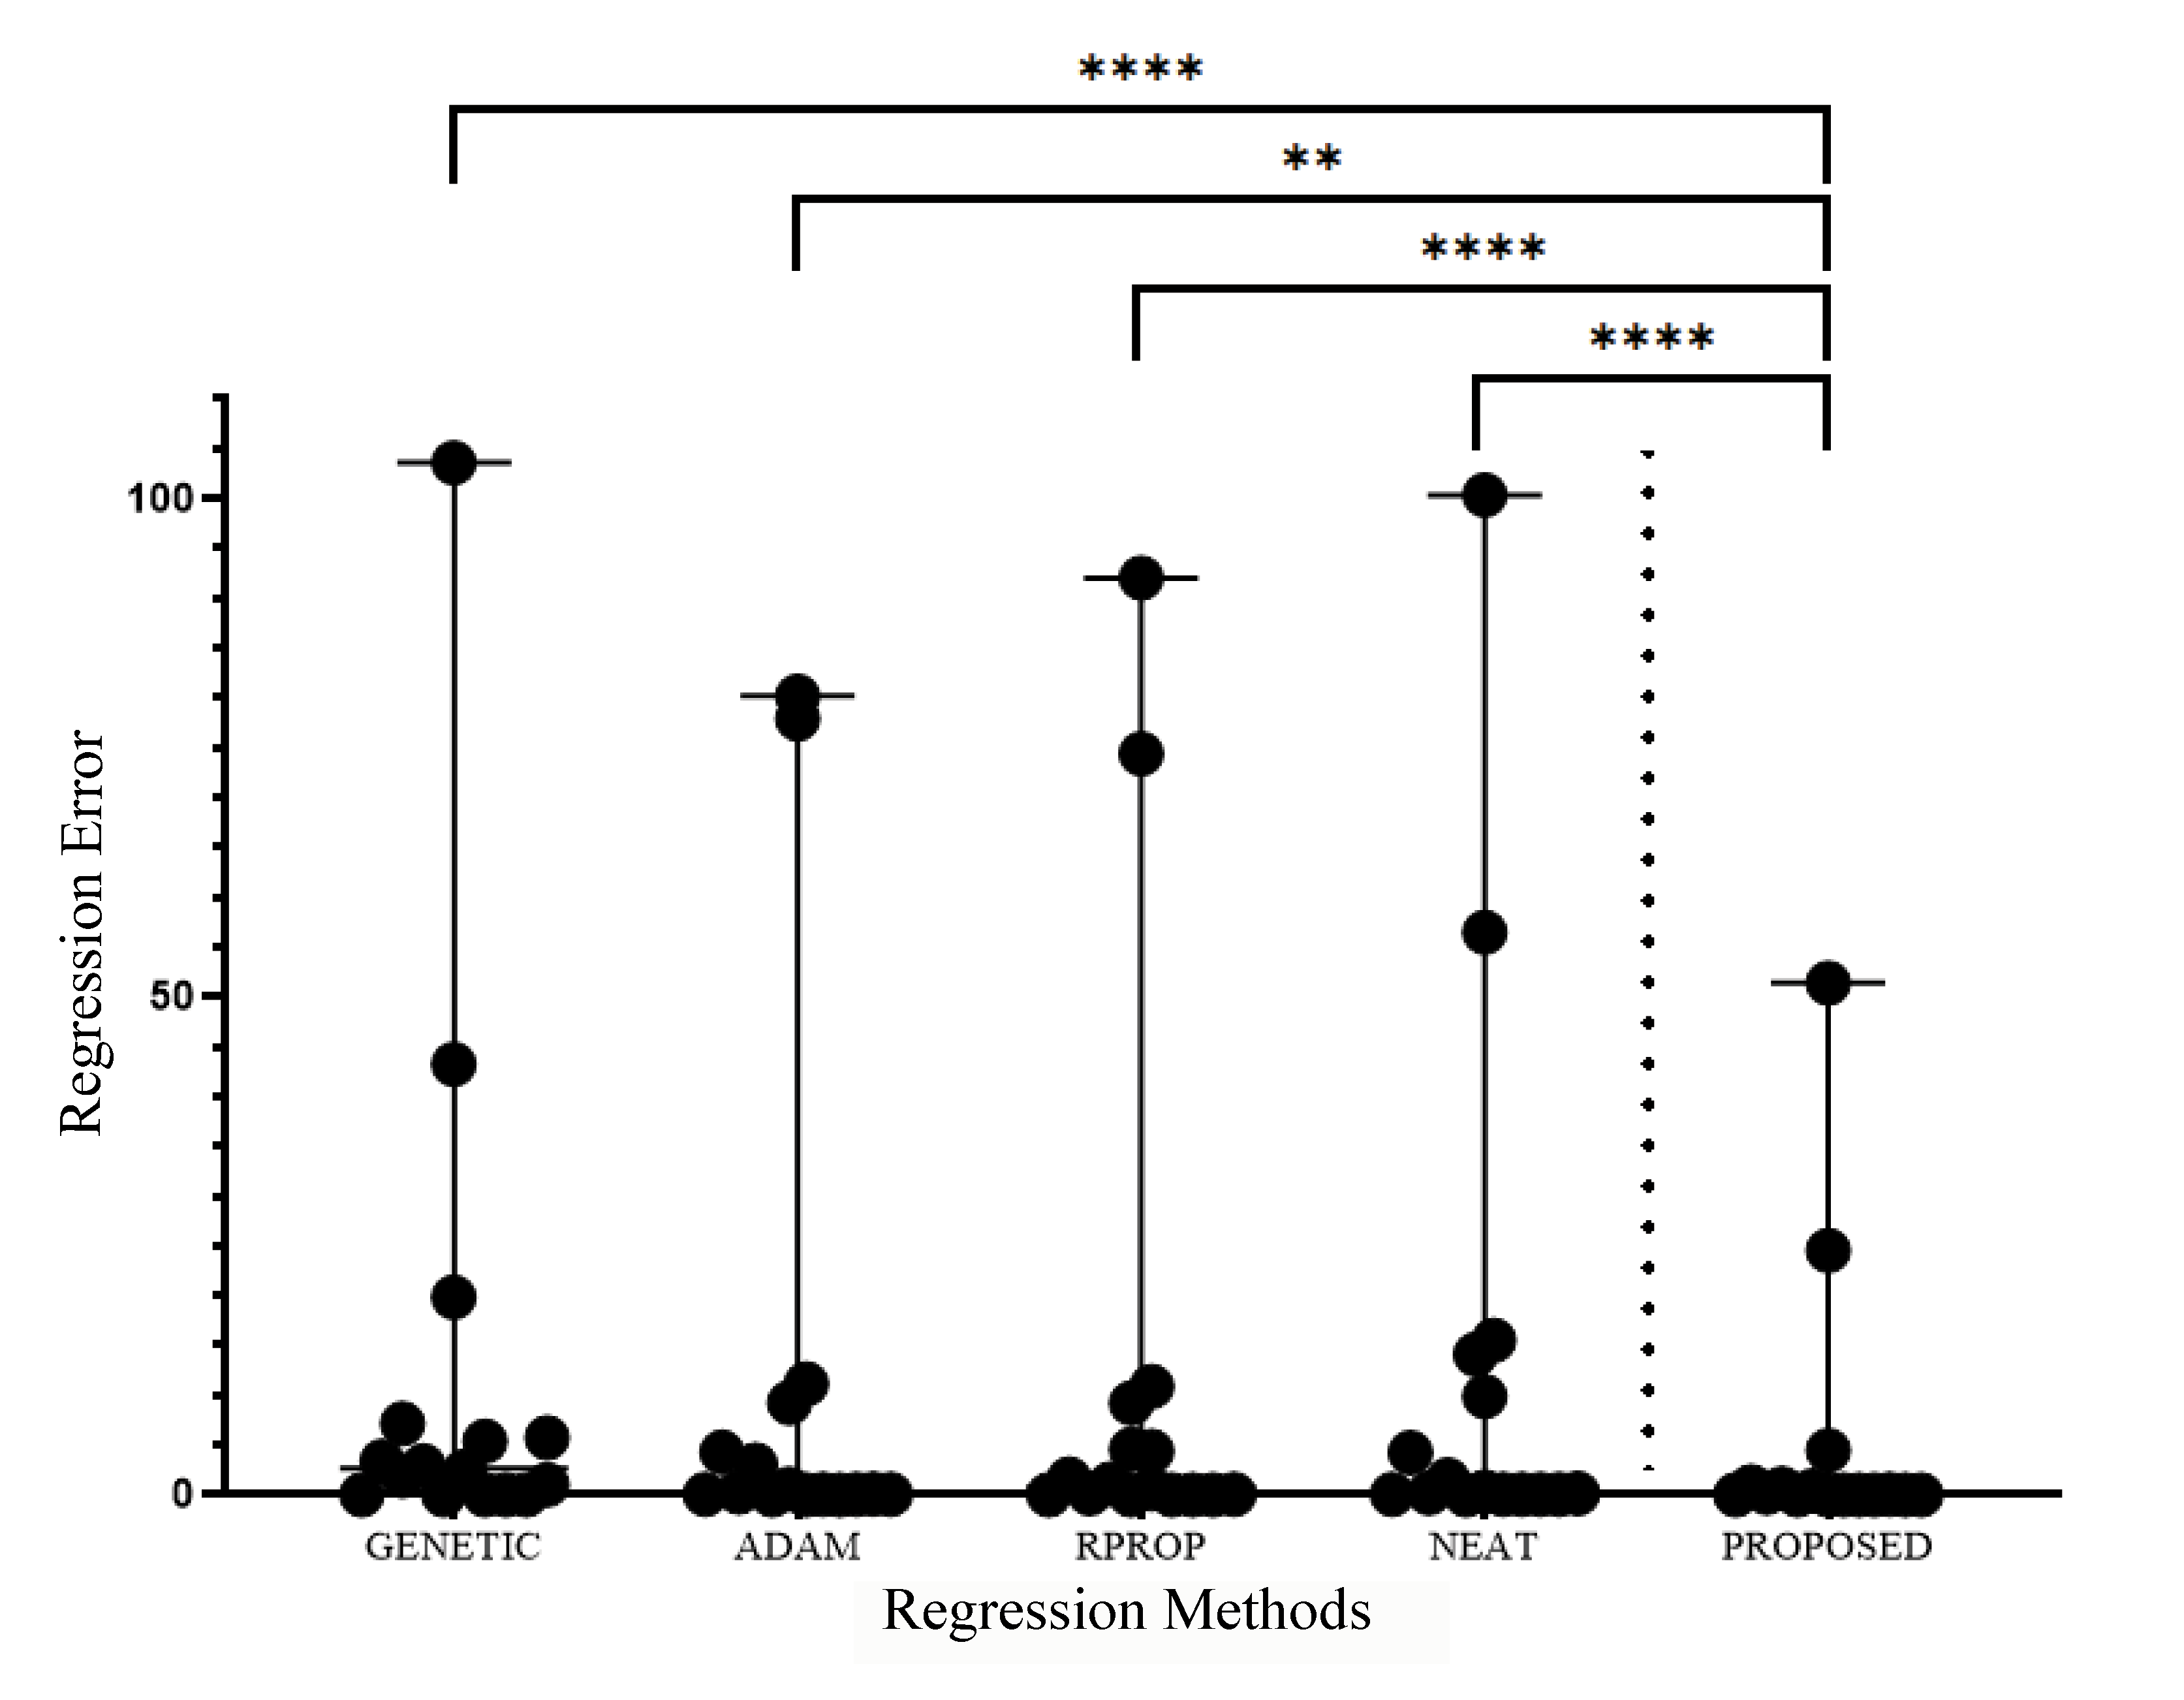 ****
**
****
****
100
50
0
Regression Error
GENETIC ADAM RPROP NEAT PROPOSED
Regression Methods